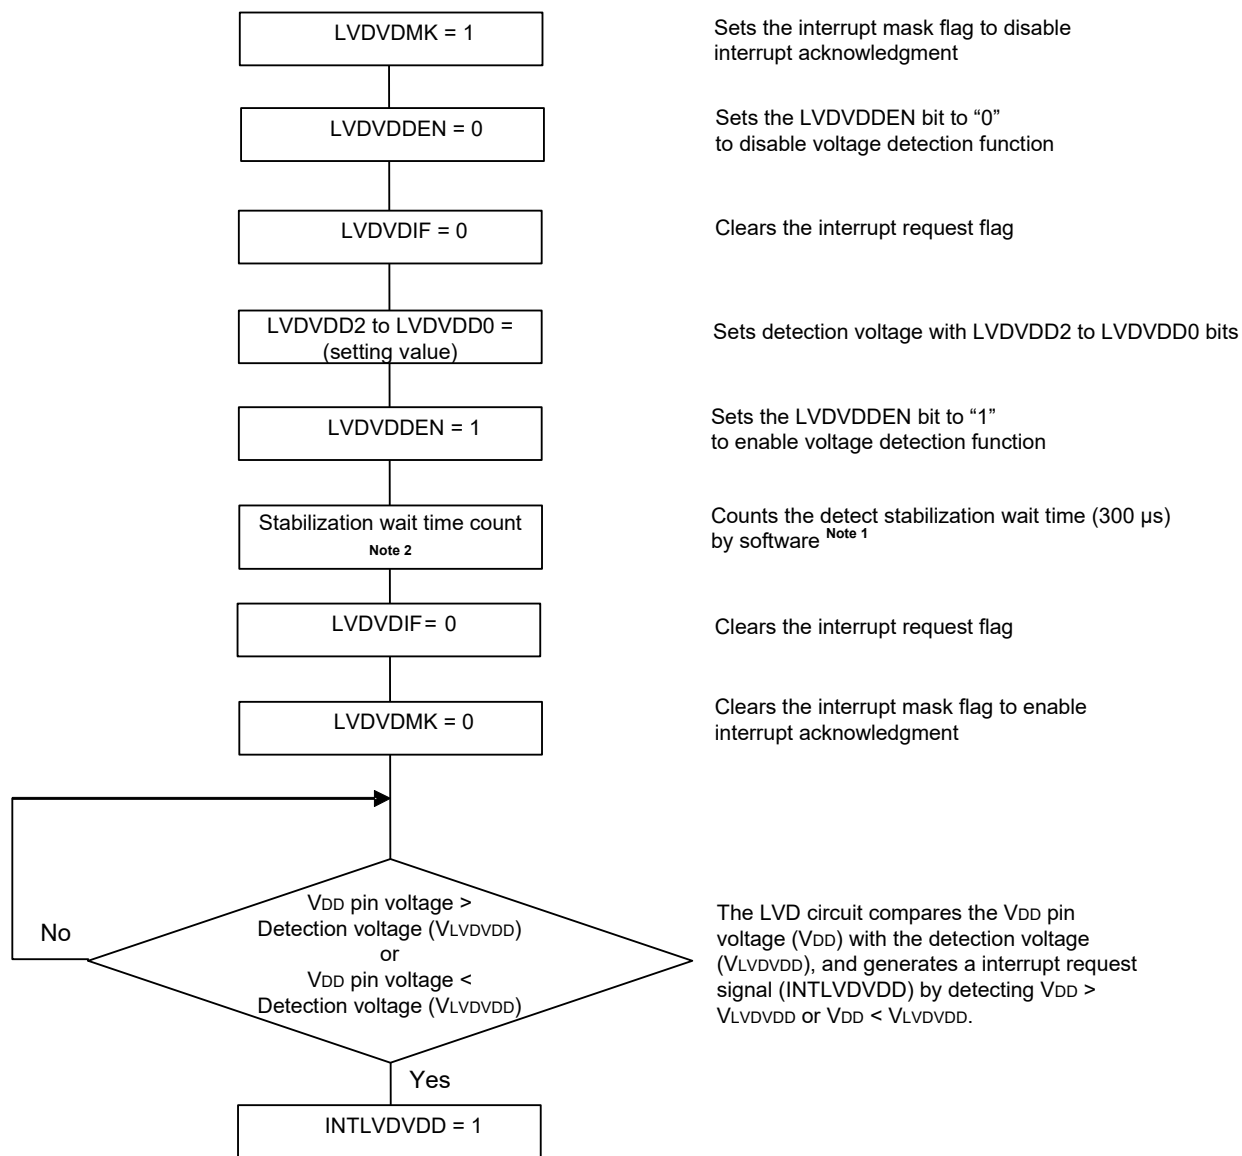 LVDVDMK = 1
Sets the interrupt mask flag to disable
interrupt acknowledgment
LVDVDDEN = 0
Sets the LVDVDDEN bit to “0”
to disable voltage detection function
LVDVDIF = 0
Clears the interrupt request flag
LVDVDD2 to LVDVDD0 =
(setting value)
Sets detection voltage with LVDVDD2 to LVDVDD0 bits
LVDVDDEN = 1
Sets the LVDVDDEN bit to “1”
to enable voltage detection function
Stabilization wait time count
Note 2
Counts the detect stabilization wait time (300 µs)
by software Note 1
LVDVDIF= 0
Clears the interrupt request flag
LVDVDMK = 0
Clears the interrupt mask flag to enable
interrupt acknowledgment
No
VDD pin voltage >
Detection voltage (VLVDVDD)
or
VDD pin voltage <
Detection voltage (VLVDVDD)
The LVD circuit compares the VDD pin
voltage (VDD) with the detection voltage
(VLVDVDD), and generates a interrupt request
signal (INTLVDVDD) by detecting VDD >
VLVDVDD or VDD < VLVDVDD.
Yes
INTLVDVDD = 1